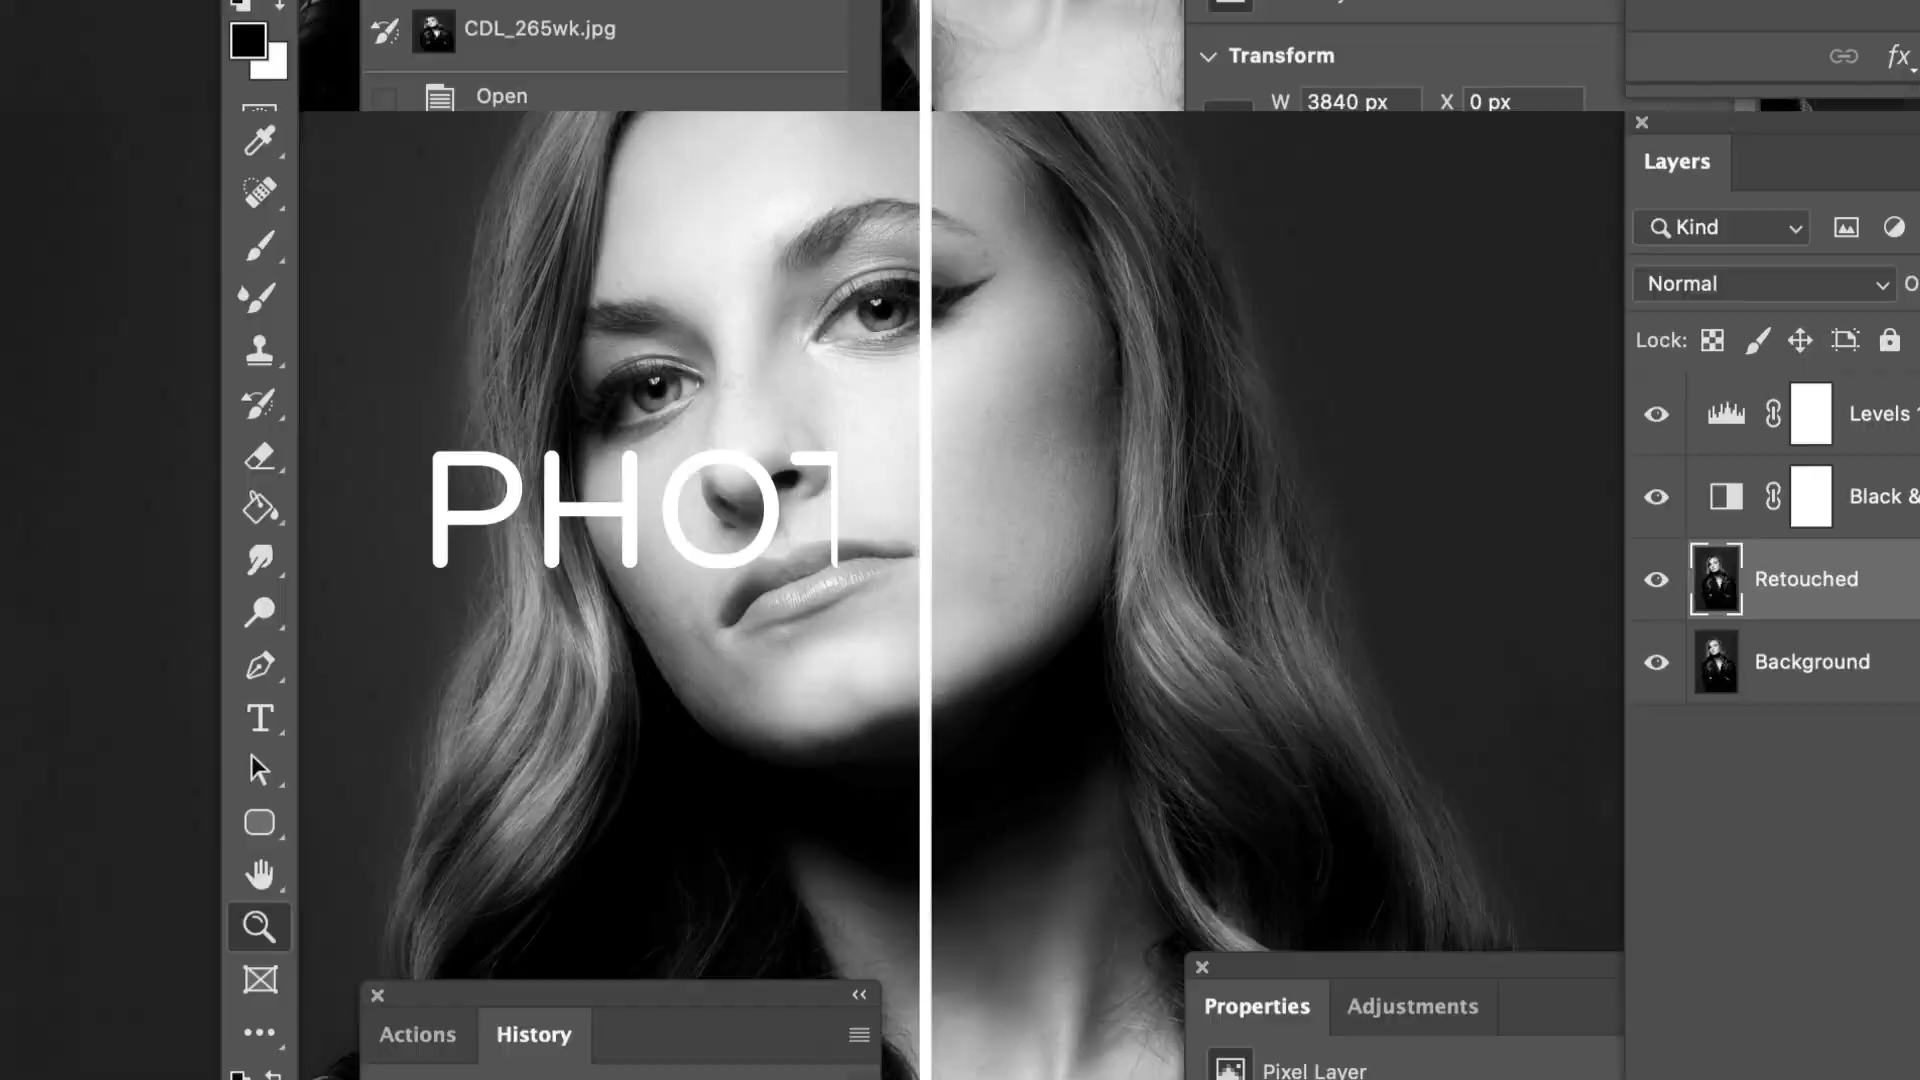 CDL_265wk.jpg
Open
Transform
W 3840 px X 0 px
fx
Layers
Kind
Normal
Lock:
Levels
Black &
Retouched
Background
PHOT
T
Actions History
Properties Adjustments
Pixel Layer